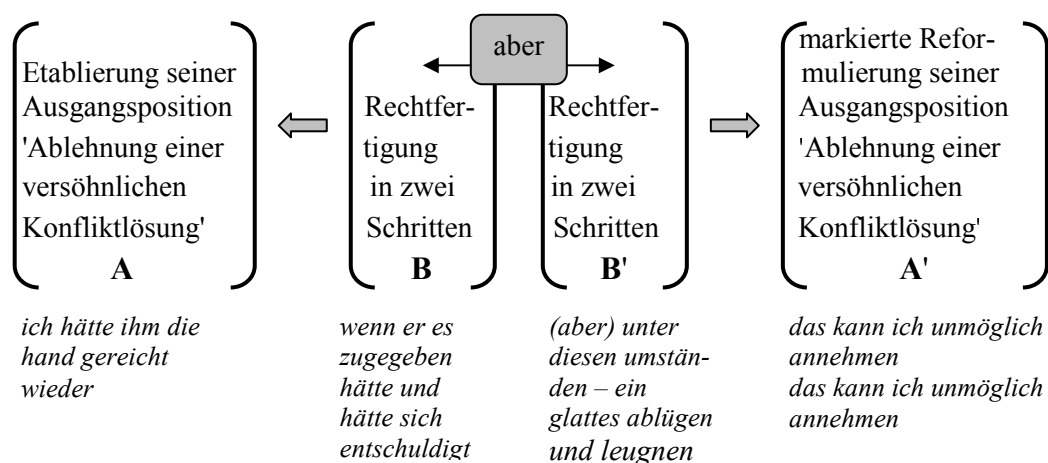 aber
Etablierung seiner
Ausgangsposition
'Ablehnung einer
versöhnlichen
Konfliktlösung'
A
Rechtfer-
tigung
in zwei
Schritten
B
Rechtfer-
tigung
in zwei
Schritten
B'
markierte Refor-
mulierung seiner
Ausgangsposition
'Ablehnung einer
versöhnlichen
Konfliktlösung'
A'
ich hätte ihm die
hand gereicht
wieder
wenn er es
zugegeben
hätte und
hätte sich
entschuldigt
(aber) unter
diesen umstän-
den – ein
glattes ablügen
und leugnen
das kann ich unmöglich
annehmen
das kann ich unmöglich
annehmen